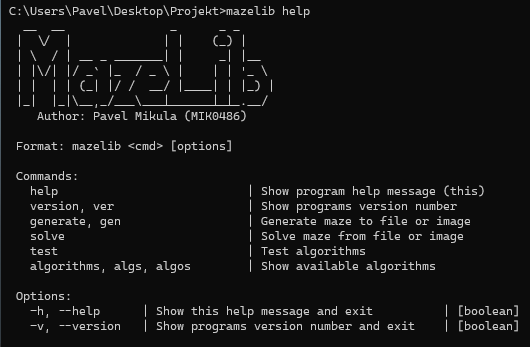 C:\Users\Pavel\Desktop\Projekt>mazelib help
MazeLib
Author: Pavel Mikula (MIK0486)
Format: mazelib <cmd> [options]
Commands:
help | Show program help message (this)
version, ver | Show programs version number
generate, gen | Generate maze to file or image
solve | Solve maze from file or image
test | Test algorithms
algorithms, algs, algos | Show available algorithms
Options:
-h, --help | Show this help message and exit | [boolean]
-v, --version | Show programs version number and exit | [boolean]